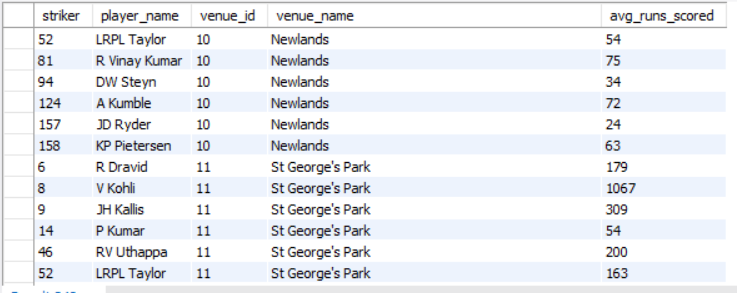 striker player_name venue_id venue_name avg_runs_scored
52 LRPL Taylor 10 Newlands 54
81 R Vinay Kumar 10 Newlands 75
94 DW Steyn 10 Newlands 34
124 A Kumble 10 Newlands 72
157 JD Ryder 10 Newlands 24
158 KP Pietersen 10 Newlands 63
6 R Dravid 11 St George's Park 179
8 V Kohli 11 St George's Park 1067
9 JH Kallis 11 St George's Park 309
14 P Kumar 11 St George's Park 54
46 RV Uthappa 11 St George's Park 200
52 LRPL Taylor 11 St George's Park 163